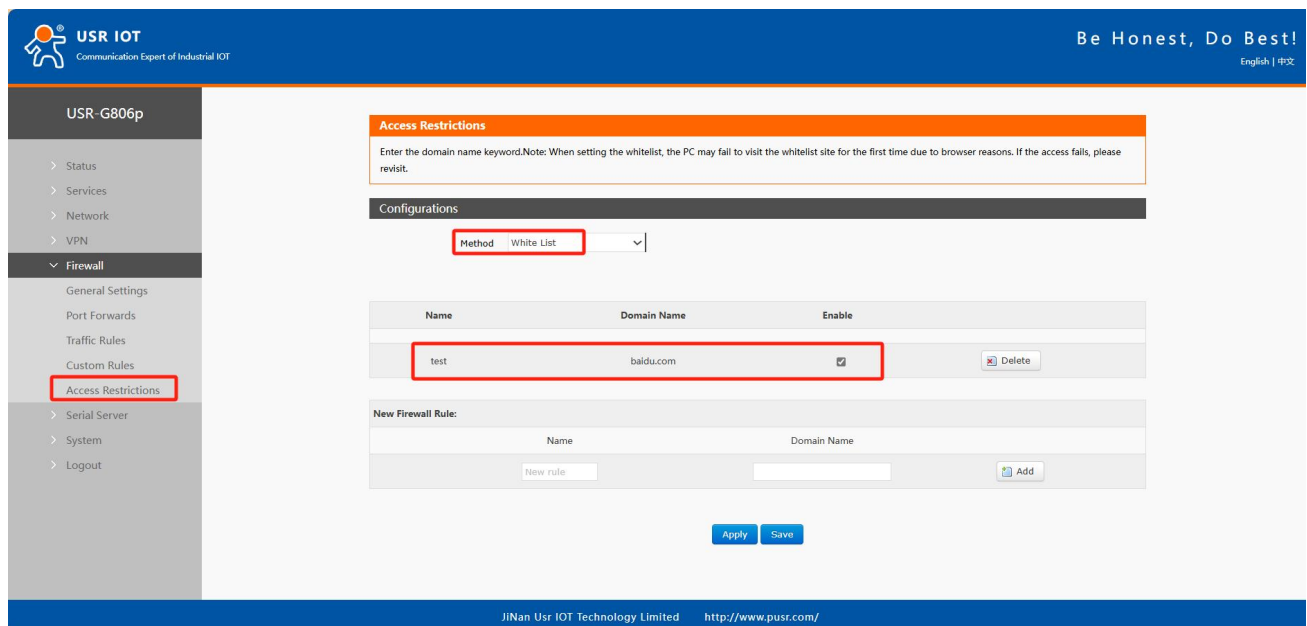 USR IOT
Communication Expert of Industrial IOT
Be Honest, Do Best!
English | 中文
USR-G806p
Status
Services
Network
VPN
Firewall
General Settings
Port Forwards
Traffic Rules
Custom Rules
Access Restrictions
Serial Server
System
Logout
Access Restrictions
Enter the domain name keyword.Note: When setting the whitelist, the PC may fail to visit the whitelist site for the first time due to browser reasons. If the access fails, please
revisit.
Configurations
Method White List
Name Domain Name Enable
test baidu.com Delete
New Firewall Rule:
Name Domain Name
New rule Add
Apply Save
JiNan Usr IOT Technology Limited http://www.pusr.com/